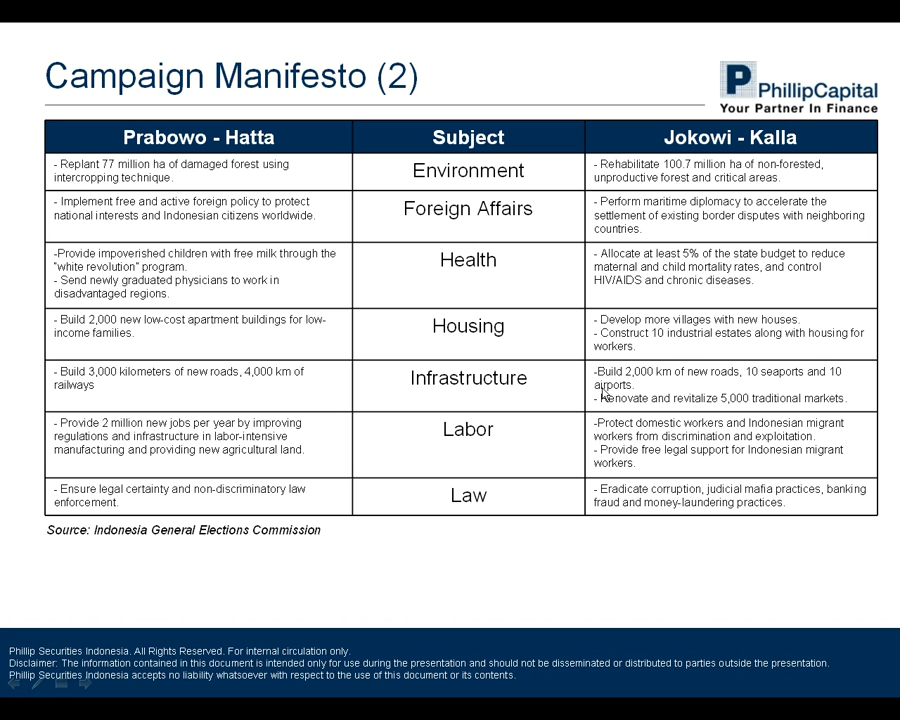 Campaign Manifesto (2)
P PhillipCapital
Your Partner In Finance
Prabowo - Hatta
Subject
Jokowi - Kalla
- Replant 77 million ha of damaged forest using
intercropping technique.
Environment
- Rehabilitate 100.7 million ha of non-forested,
unproductive forest and critical areas.
- Implement free and active foreign policy to protect
national interests and Indonesian citizens worldwide.
Foreign Affairs
- Perform maritime diplomacy to accelerate the
settlement of existing border disputes with neighboring
countries.
-Provide impoverished children with free milk through the
"white revolution" program.
- Send newly graduated physicians to work in
disadvantaged regions.
Health
- Allocate at least 5% of the state budget to reduce
maternal and child mortality rates, and control
HIV/AIDS and chronic diseases.
- Build 2,000 new low-cost apartment buildings for low-
income families.
Housing
- Develop more villages with new houses.
- Construct 10 industrial estates along with housing for
workers.
- Build 3,000 kilometers of new roads, 4,000 km of
railways
Infrastructure
-Build 2,000 km of new roads, 10 seaports and 10
airports.
- Renovate and revitalize 5,000 traditional markets.
- Provide 2 million new jobs per year by improving
regulations and infrastructure in labor-intensive
manufacturing and providing new agricultural land.
Labor
-Protect domestic workers and Indonesian migrant
workers from discrimination and exploitation.
- Provide free legal support for Indonesian migrant
workers.
- Ensure legal certainty and non-discriminatory law
enforcement.
Law
- Eradicate corruption, judicial mafia practices, banking
fraud and money-laundering practices.
Source: Indonesia General Elections Commission
Phillip Securities Indonesia. All Rights Reserved. For internal circulation only.
Disclaimer: The information contained in this document is intended only for use during the presentation and should not be disseminated or distributed to parties outside the presentation.
Phillip Securities Indonesia accepts no liability whatsoever with respect to the use of this document or its contents.